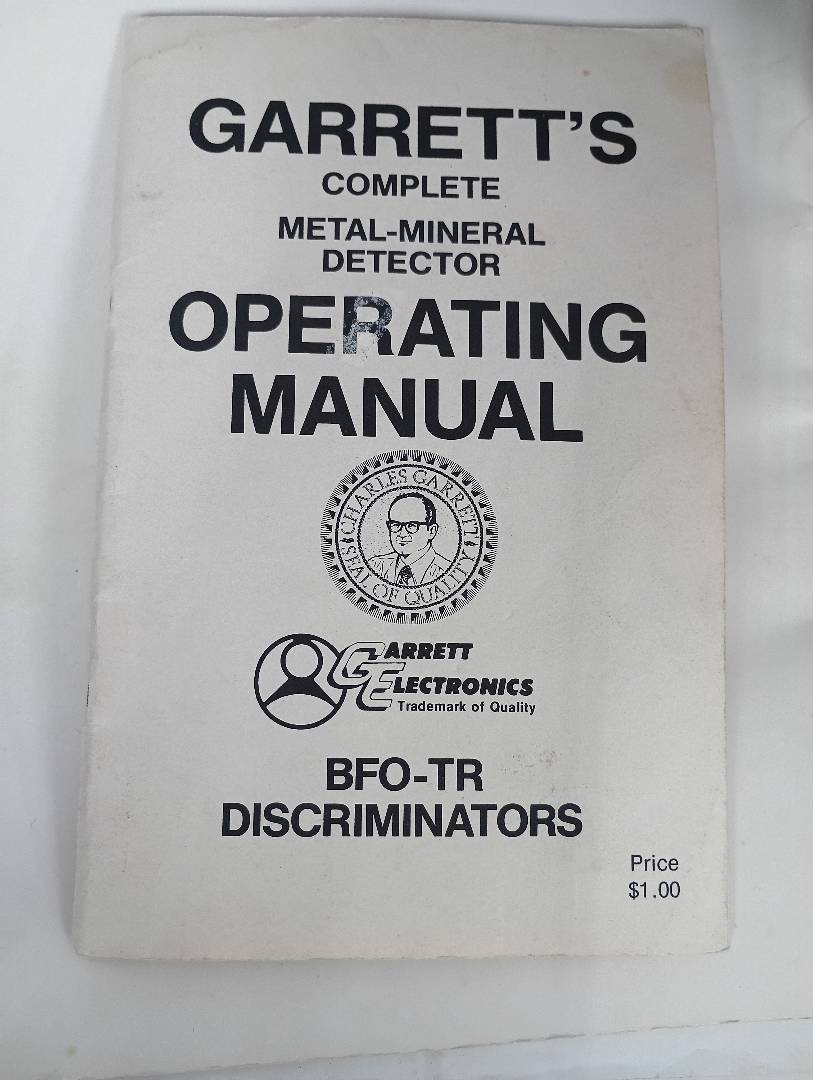 GARRETT'S
COMPLETE
METAL-MINERAL
DETECTOR
OPERATING
MANUAL
CHARLES GARRETT
SEAL OF QUALITY
GARRETT
ELECTRONICS
Trademark of Quality
BFO-TR
DISCRIMINATORS
Price
$1.00